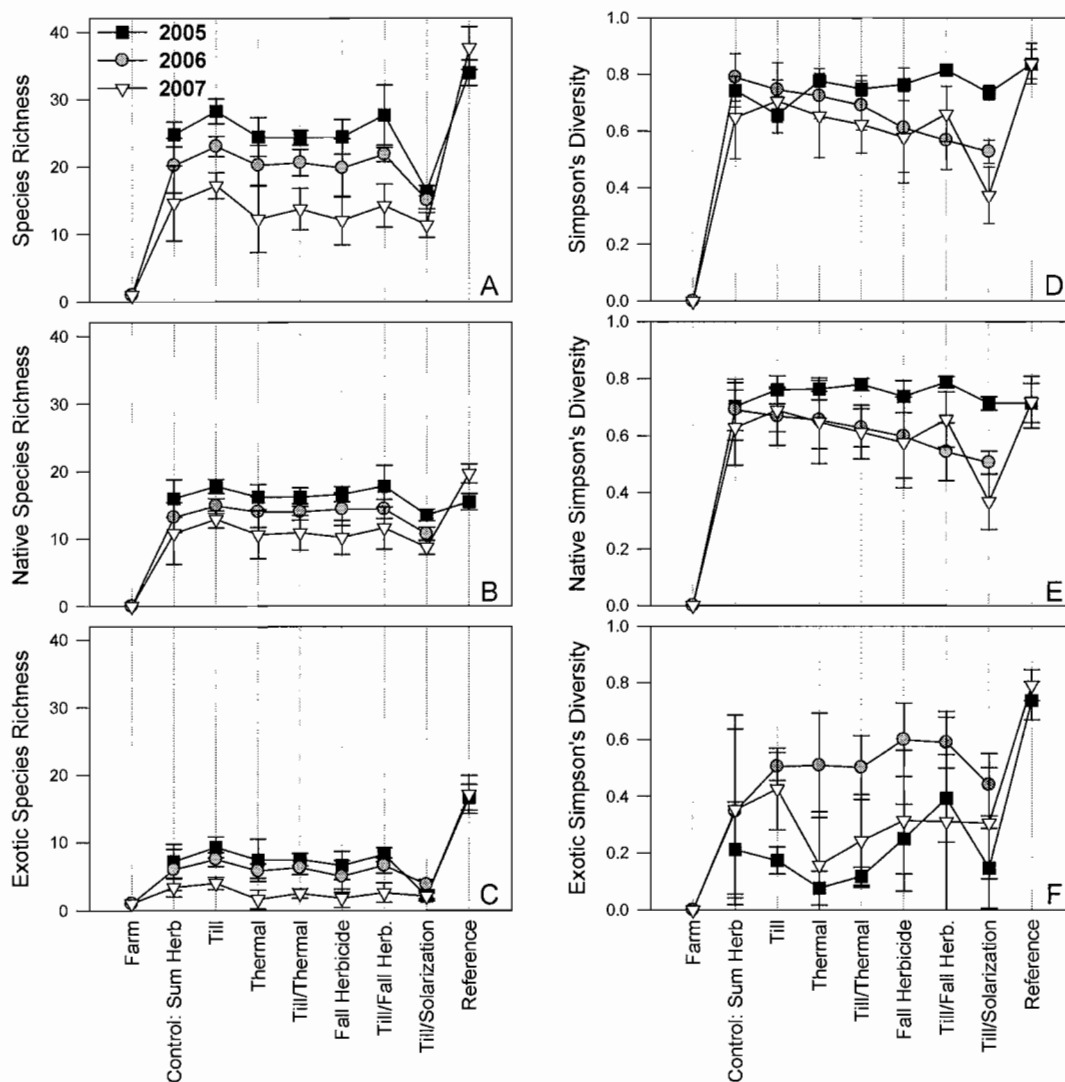 2005
2006
2007
Species Richness
40
30
20
10
0
A
Native Species Richness
40
30
20
10
0
B
Exotic Species Richness
40
30
20
10
0
C
Farm
Control: Sum Herb
Till
Thermal
Till/Thermal
Fall Herbicide
Till/Fall Herb.
Till/Solarization
Reference
Simpson's Diversity
1.0
0.8
0.6
0.4
0.2
0.0
D
Native Simpson's Diversity
1.0
0.8
0.6
0.4
0.2
0.0
E
Exotic Simpson's Diversity
1.0
0.8
0.6
0.4
0.2
0.0
F
Farm
Control: Sum Herb
Till
Thermal
Till/Thermal
Fall Herbicide
Till/Fall Herb.
Till/Solarization
Reference